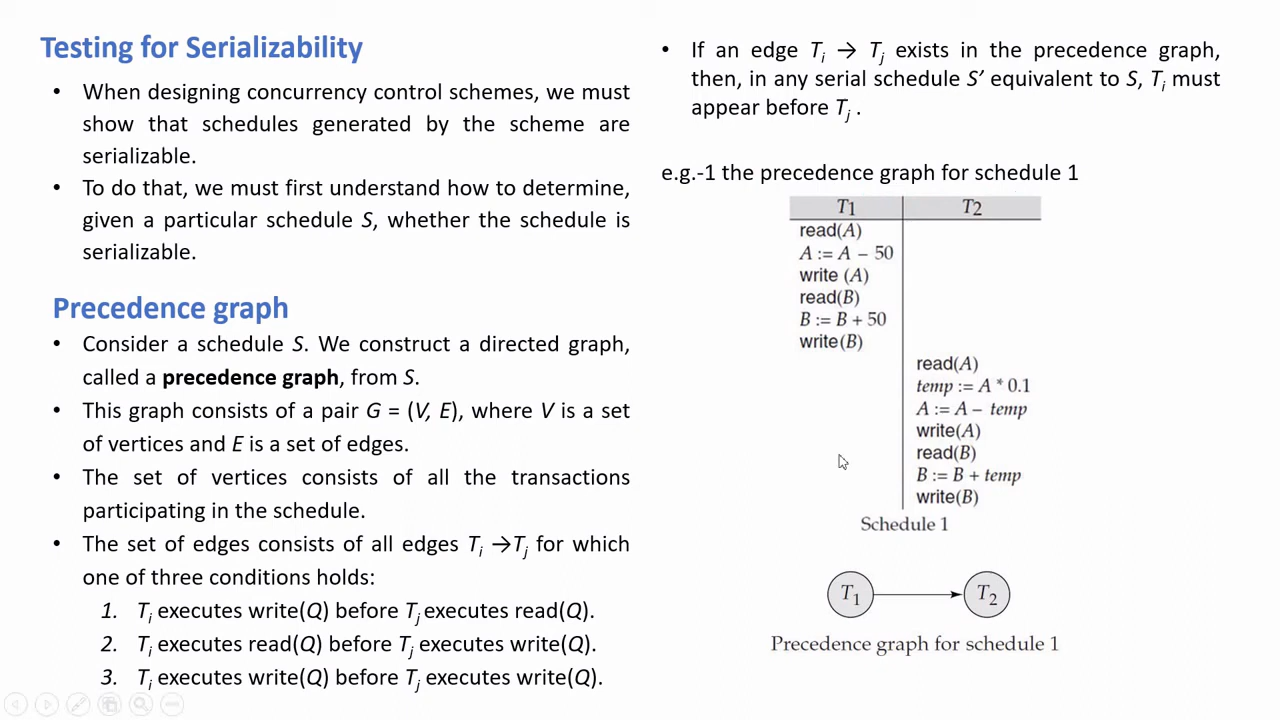 Testing for Serializability
• When designing concurrency control schemes, we must
show that schedules generated by the scheme are
serializable.
• To do that, we must first understand how to determine,
given a particular schedule S, whether the schedule is
serializable.
Precedence graph
• Consider a schedule S. We construct a directed graph,
called a precedence graph, from S.
• This graph consists of a pair G = (V, E), where V is a set
of vertices and E is a set of edges.
• The set of vertices consists of all the transactions
participating in the schedule.
• The set of edges consists of all edges Ti →Tj for which
one of three conditions holds:
1. Ti executes write(Q) before Tj executes read(Q).
2. Ti executes read(Q) before Tj executes write(Q).
3. Ti executes write(Q) before Tj executes write(Q).
• If an edge Ti → Tj exists in the precedence graph,
then, in any serial schedule S′ equivalent to S, Ti must
appear before Tj .
e.g.-1 the precedence graph for schedule 1
T1 T2
read(A)
A := A – 50
write (A)
read(B)
B := B + 50
write(B)
read(A)
temp := A * 0.1
A := A – temp
write(A)
read(B)
B := B + temp
write(B)
Schedule 1
T1 T2
Precedence graph for schedule 1